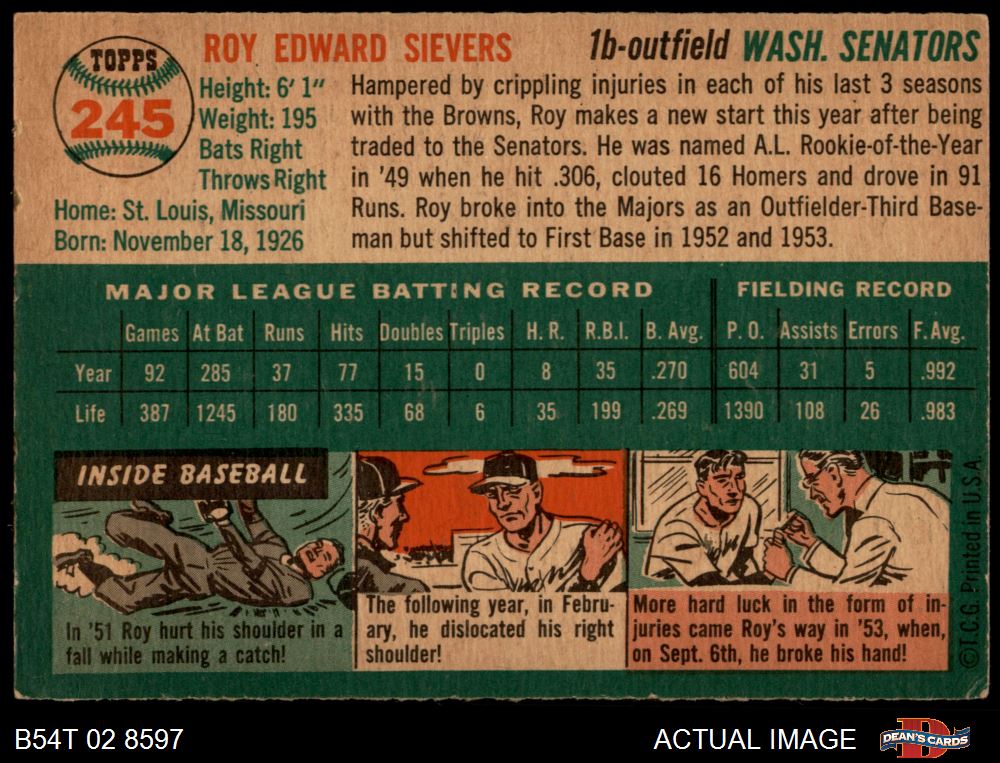 TOPPS
245
ROY EDWARD SIEVERS
1b-outfield WASH. SENATORS
Height: 6' 1"
Weight: 195
Bats Right
Throws Right
Home: St. Louis, Missouri
Born: November 18, 1926
Hampered by crippling injuries in each of his last 3 seasons
with the Browns, Roy makes a new start this year after being
traded to the Senators. He was named A.L. Rookie-of-the-Year
in '49 when he hit .306, clouted 16 Homers and drove in 91
Runs. Roy broke into the Majors as an Outfielder-Third Base-
man but shifted to First Base in 1952 and 1953.
MAJOR LEAGUE BATTING RECORD FIELDING RECORD
Games At Bat Runs Hits Doubles Triples H. R. R.B.I. B. Avg. P. O. Assists Errors F. Avg.
Year 92 285 37 77 15 0 8 35 .270 604 31 5 .992
Life 387 1245 180 335 68 6 35 199 .269 1390 108 26 .983
INSIDE BASEBALL
In '51 Roy hurt his shoulder in a
fall while making a catch!
The following year, in Febru-
ary, he dislocated his right
shoulder!
More hard luck in the form of in-
juries came Roy's way in '53, when,
on Sept. 6th, he broke his hand!
©T.C.G. Printed in U.S.A.
B54T 02 8597
ACTUAL IMAGE
D
DEAN'S CARDS